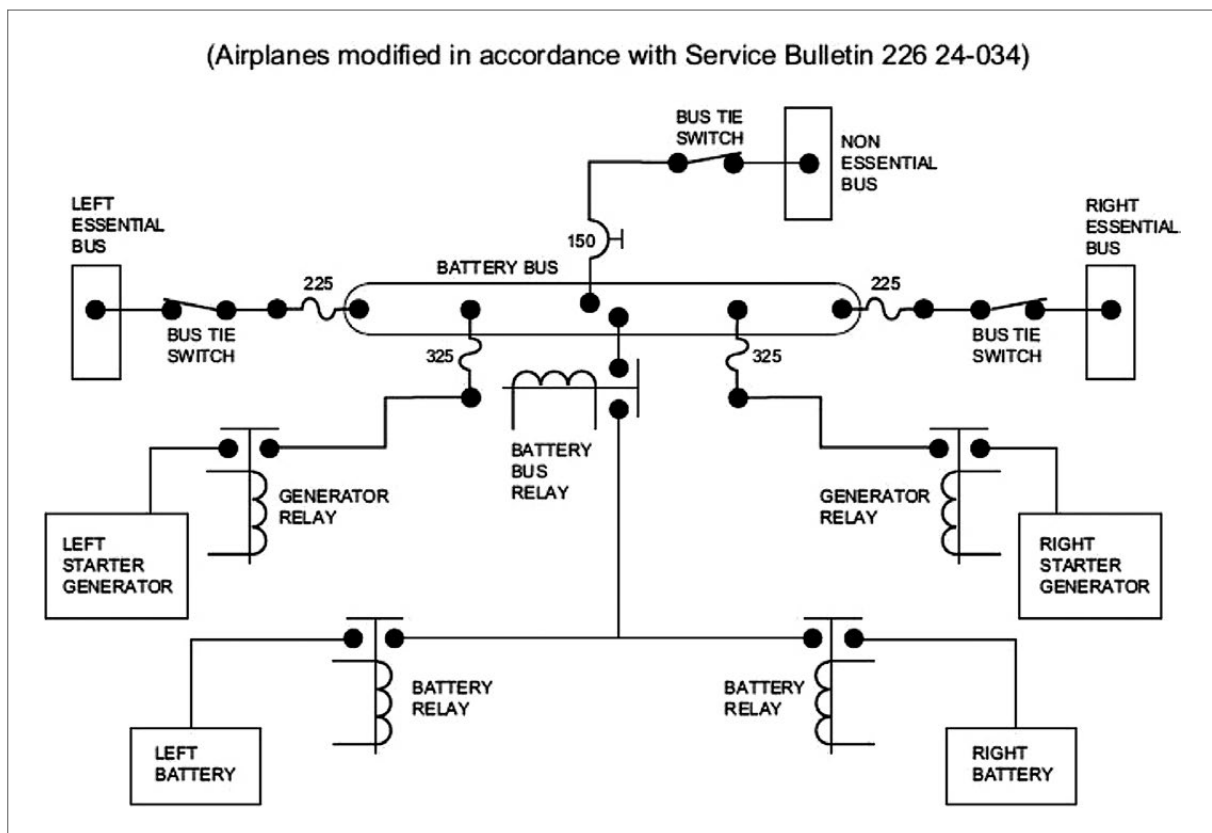 (Airplanes modified in accordance with Service Bulletin 226 24-034)
BUS TIE
SWITCH
NON
ESSENTIAL
BUS
LEFT
ESSENTIAL
BUS
RIGHT
ESSENTIAL
BUS
150
BATTERY BUS
225
225
BUS TIE
SWITCH
BUS TIE
SWITCH
325
325
BATTERY
BUS
RELAY
GENERATOR
RELAY
GENERATOR
RELAY
LEFT
STARTER
GENERATOR
RIGHT
STARTER
GENERATOR
BATTERY
RELAY
BATTERY
RELAY
LEFT
BATTERY
RIGHT
BATTERY